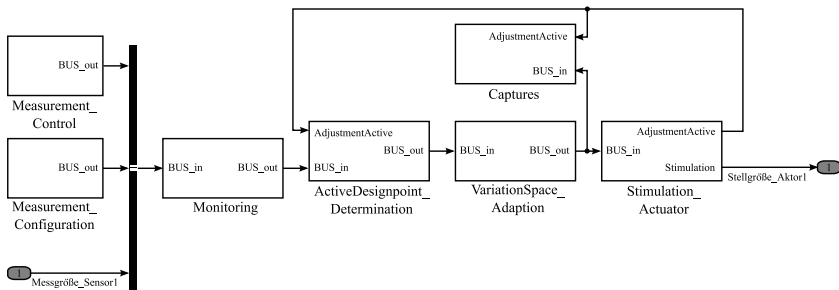 AdjustmentActive
BUS_in
Captures
BUS_out
Measurement_
Control
BUS_out
Measurement_
Configuration
1
Messgröße_Sensor1
BUS_in
BUS_out
Monitoring
AdjustmentActive
BUS_in
BUS_out
ActiveDesignpoint_
Determination
BUS_in
BUS_out
VariationSpace_
Adaption
AdjustmentActive
BUS_in
Stimulation
Stimulation_
Actuator
Stellgröße_Aktor1
1